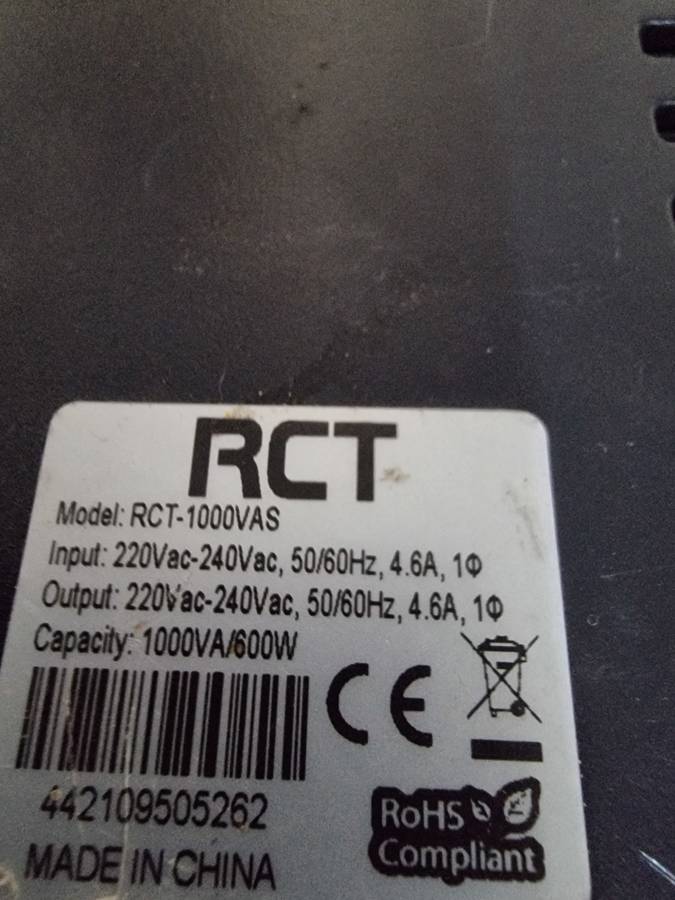 RCT
Model: RCT-1000VAS
Input: 220Vac-240Vac, 50/60Hz, 4.6A, 1Φ
Output: 220Vac-240Vac, 50/60Hz, 4.6A, 1Φ
Capacity: 1000VA/600W
CE
442109505262
RoHS
Compliant
MADE IN CHINA